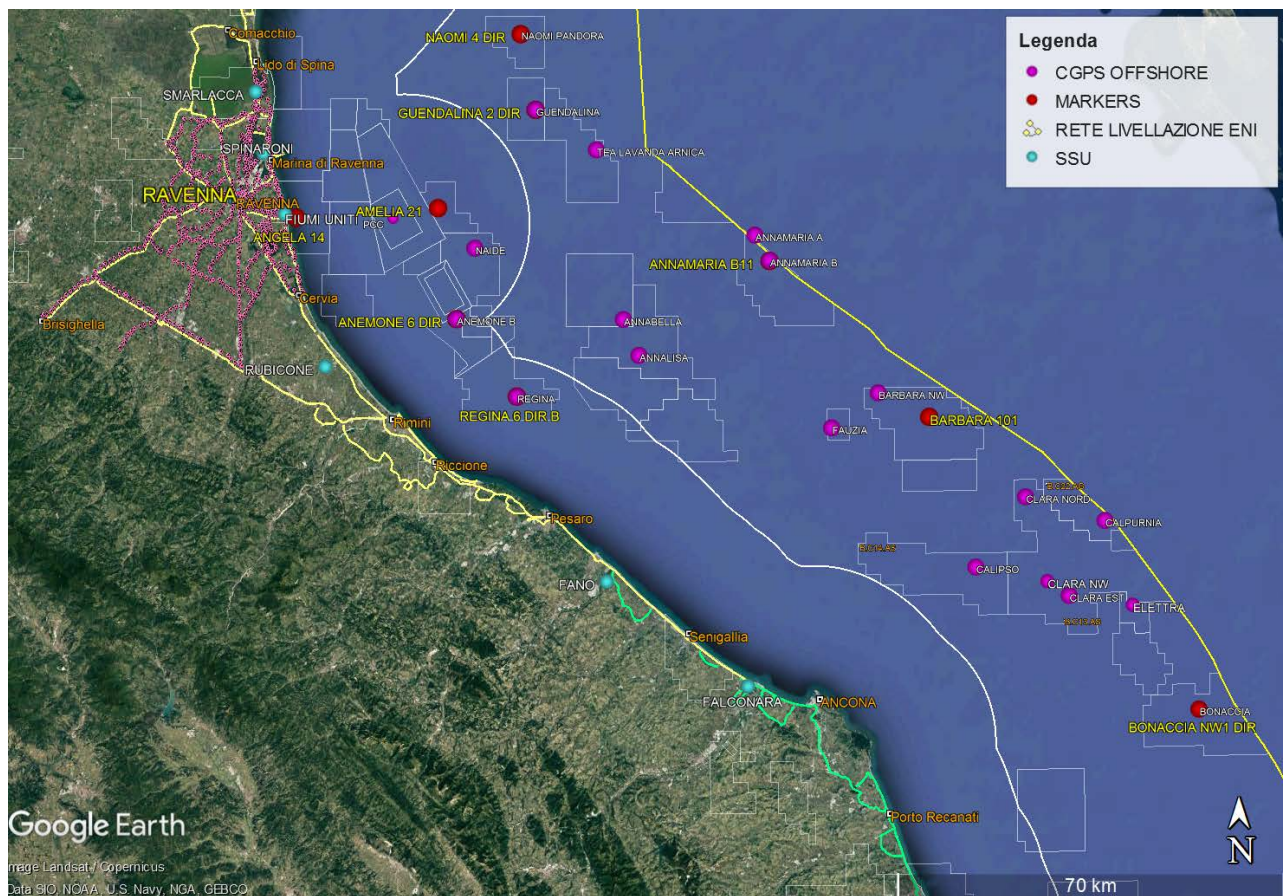 Comacchio
Lido di Spina
SMARLACCA
SPINARONI
Marina di Ravenna
RAVENNA
RAVENNA
FIUMI UNITI
ANGELA 14
Cervia
Brisighella
RUBICONE
Rimini
Riccione
Pesaro
FANO
Senigallia
FALCONARA
ANCONA
Porto Recanati
NAOMI 4 DIR
NAOMI PANDORA
GUENDALINA 2 DIR
GUENDALINA
TEA LAVANDA ARNICA
AMELIA 21
PCC
NAIDE
ANNAMARIA A
ANNAMARIA B11
ANNAMARIA B
ANEMONE 6 DIR
ANEMONE B
ANNABELLA
ANNALISA
REGINA
REGINA 6 DIR B
BARBARA NW
BARBARA 101
FAUZIA
CLARA NORD
CALPURNIA
CALIPSO
CLARA NW
CLARA EST
ELETTRA
BONACCIA
BONACCIA NW1 DIR
Legenda
CGPS OFFSHORE
MARKERS
RETE LIVELLAZIONE ENI
SSU
N
70 km
Google Earth
Image Landsat / Copernicus
Data SIO, NOAA, U.S. Navy, NGA, GEBCO